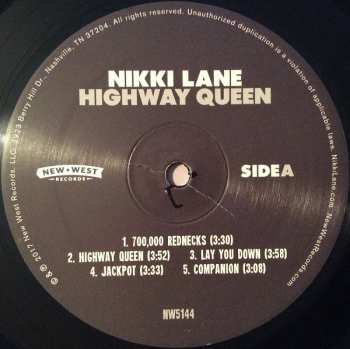 NIKKI LANE
HIGHWAY QUEEN
NEW WEST
RECORDS
SIDE A
1. 700,000 REDNECKS (3:30)
2. HIGHWAY QUEEN (3:52) 3. LAY YOU DOWN (3:58)
4. JACKPOT (3:33) 5. COMPANION (3:08)
NW5144
℗ & © 2017 New West Records, LLC. 2923 Berry Hill Dr., Nashville, TN 37204. All rights reserved. Unauthorized duplication is a violation of applicable laws. NikkiLane.com. NewWestRecords.com